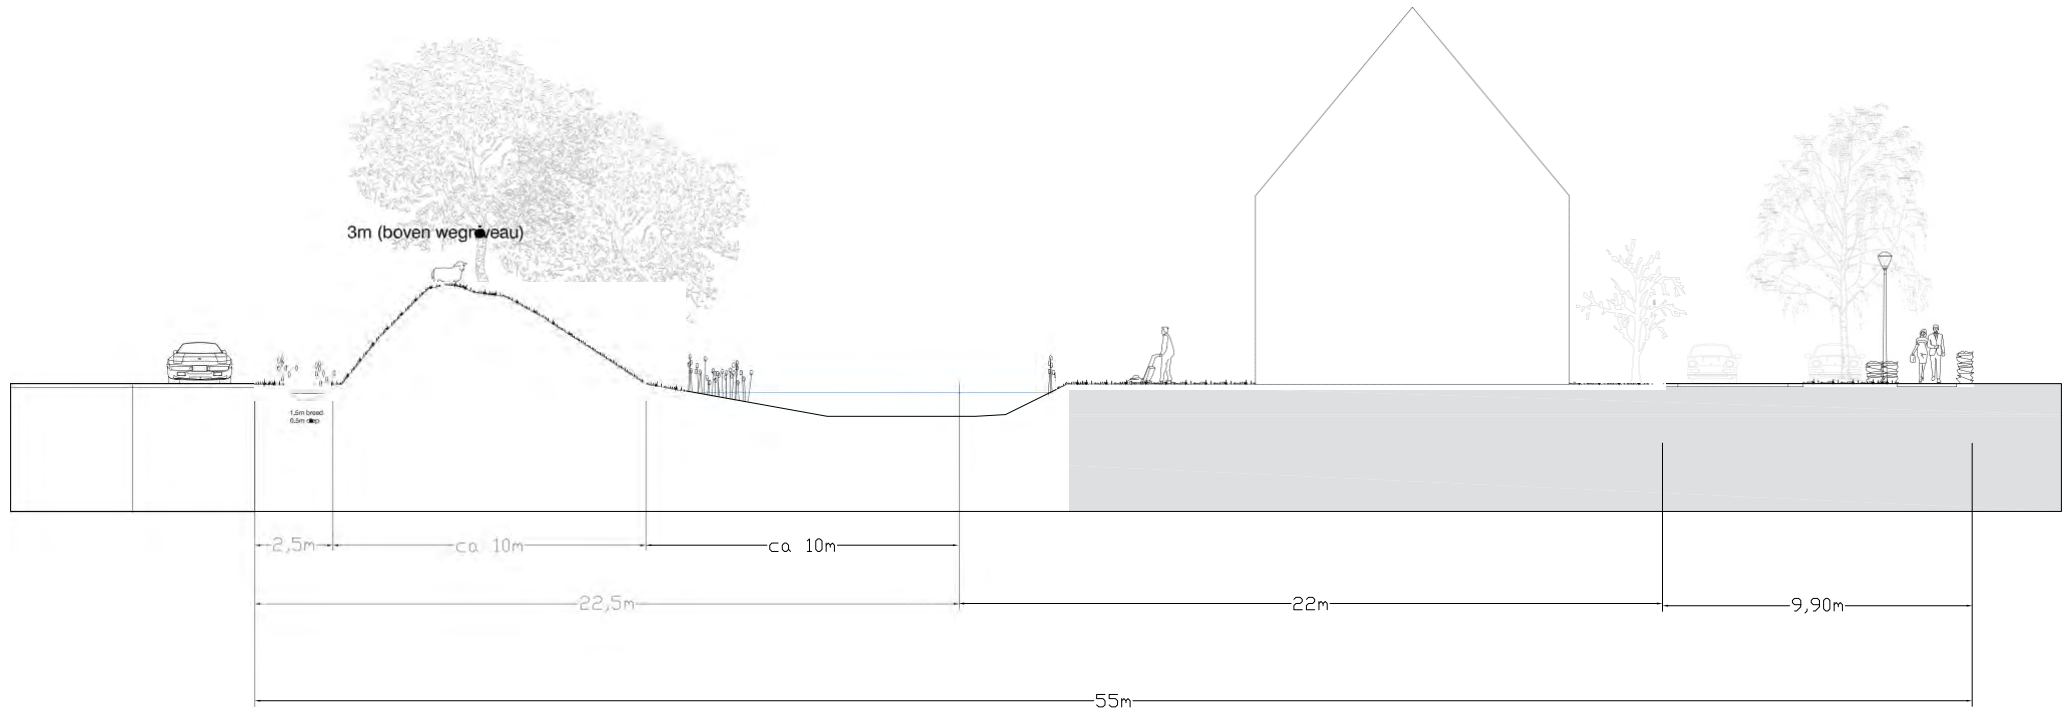 3m (boven wegniveau)
1.5m breed
0.5m diep
2,5m
ca 10m
ca 10m
22,5m
22m
9,90m
55m